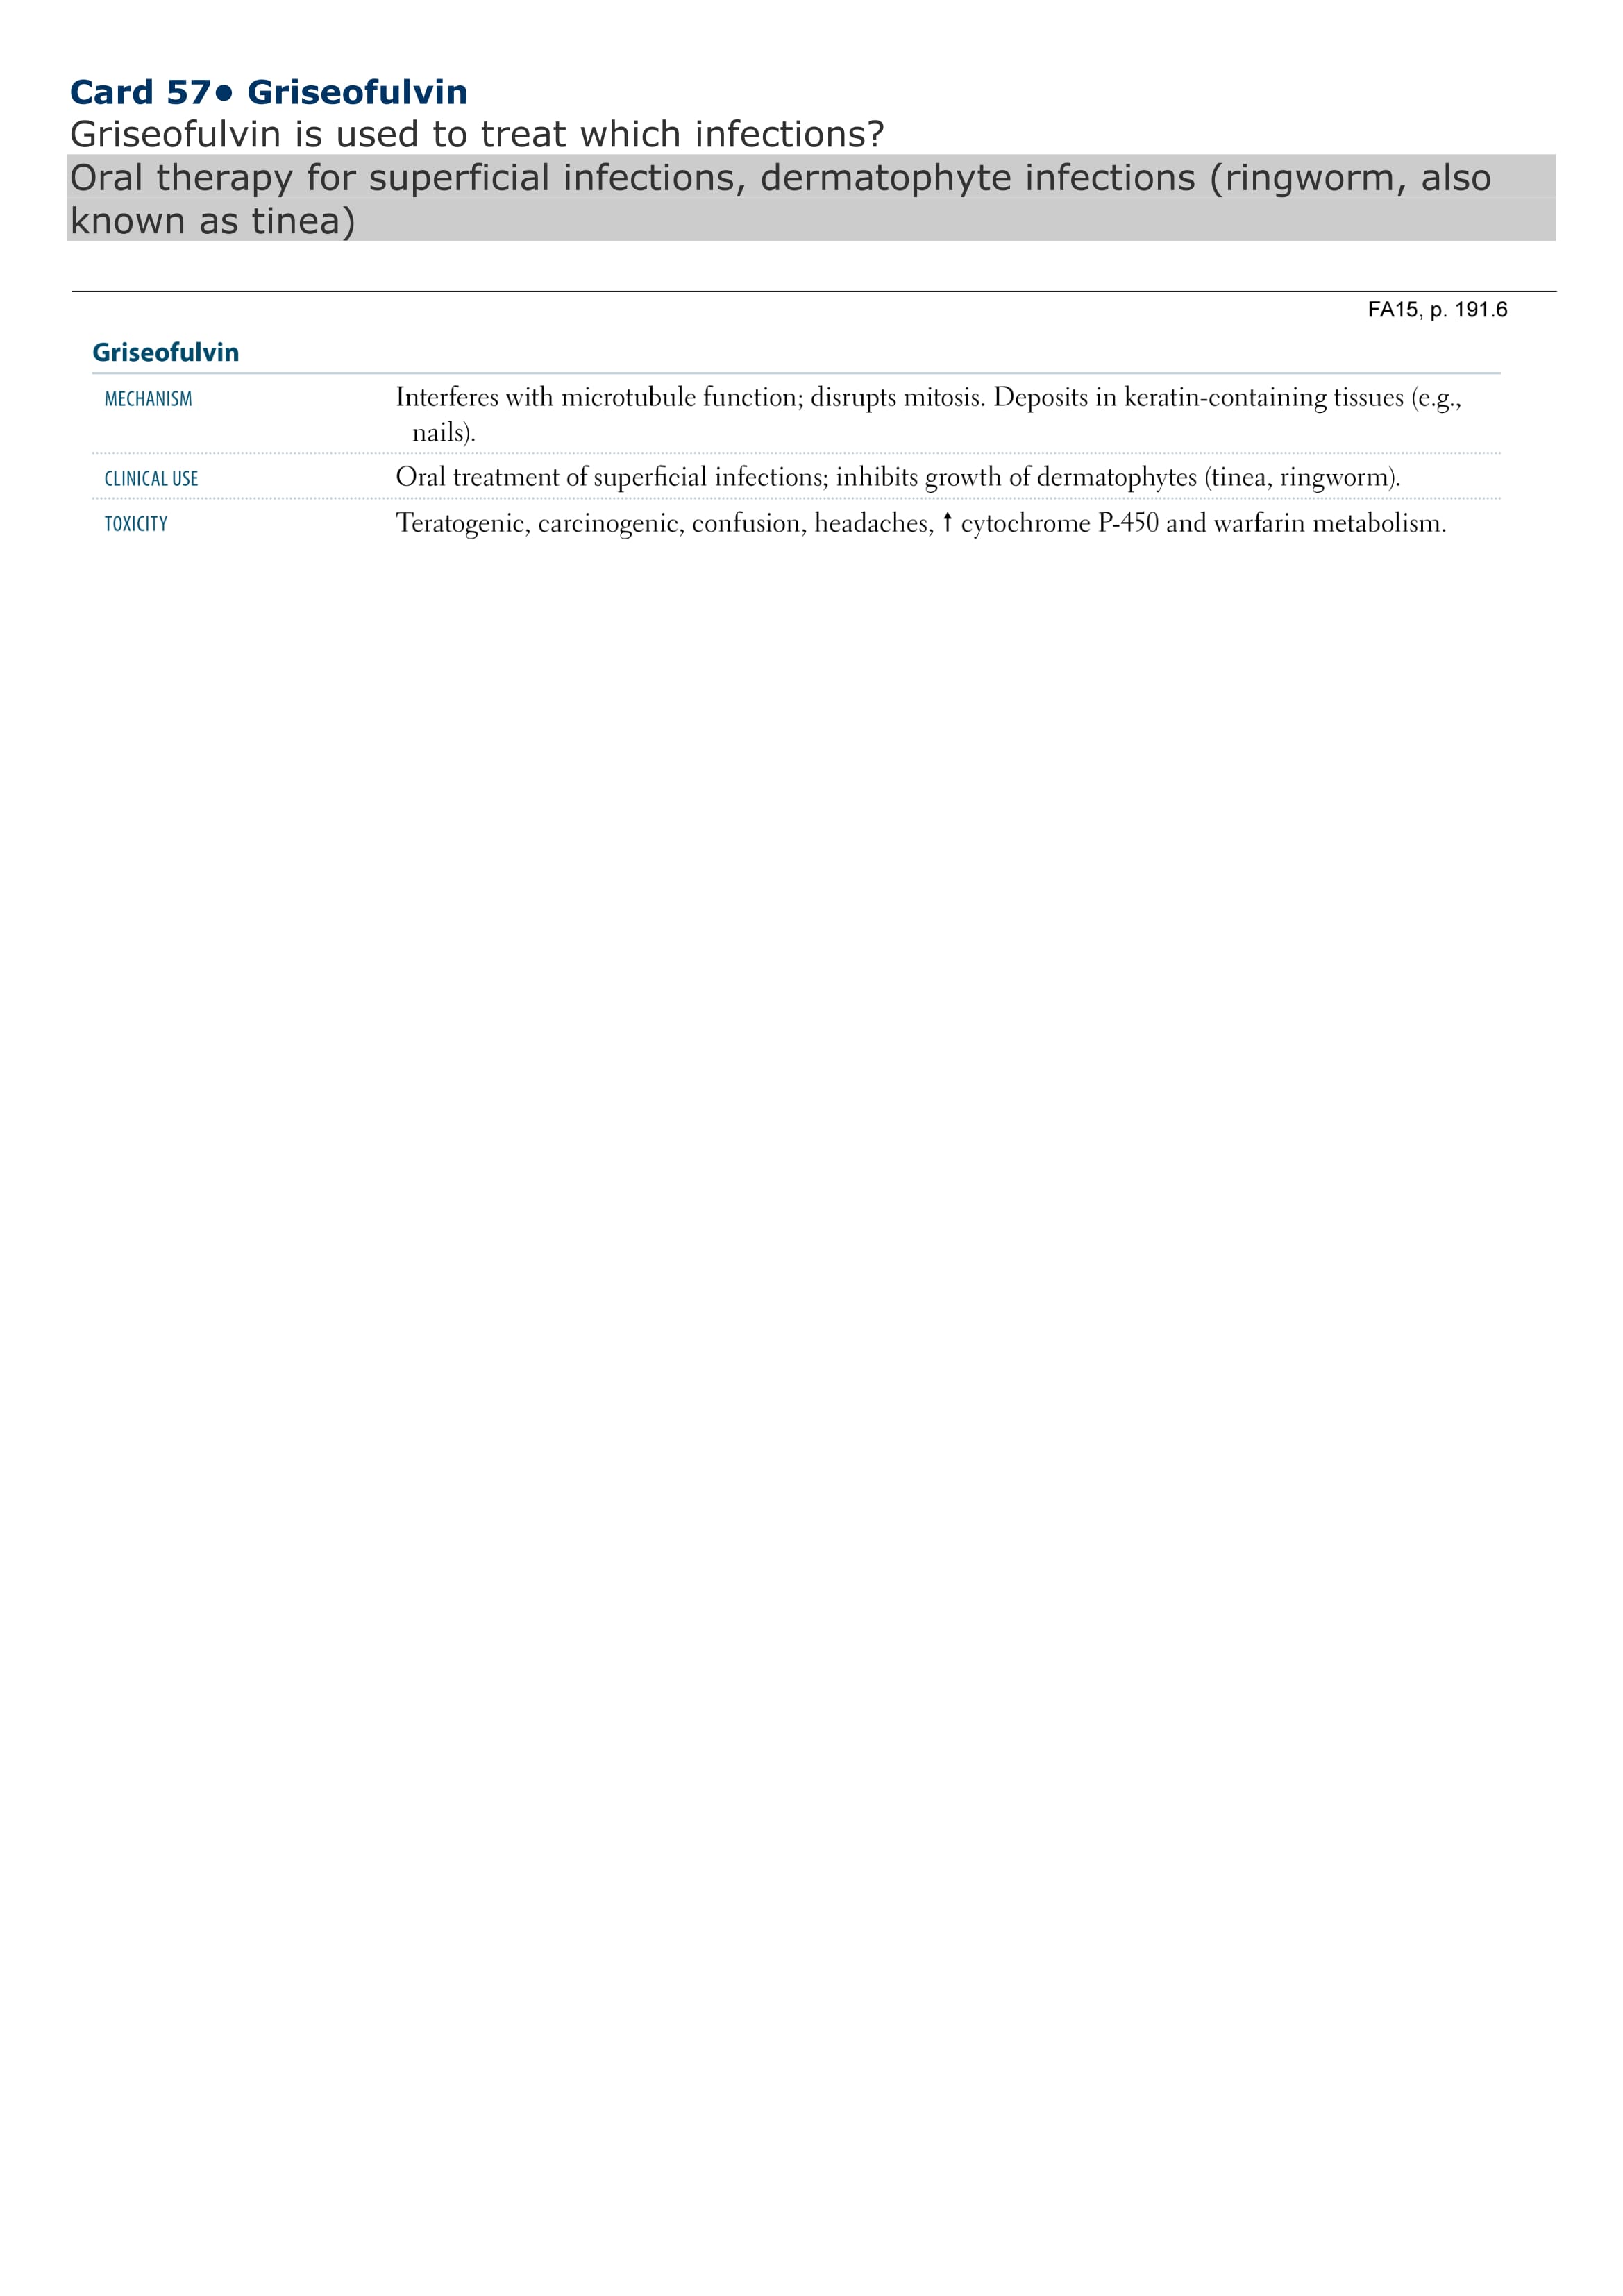 Card 57● Griseofulvin
Griseofulvin is used to treat which infections?
Oral therapy for superficial infections, dermatophyte infections (ringworm, also
known as tinea)
FA15, p. 191.6
Griseofulvin
MECHANISM Interferes with microtubule function; disrupts mitosis. Deposits in keratin-containing tissues (e.g.,
nails).
CLINICAL USE Oral treatment of superficial infections; inhibits growth of dermatophytes (tinea, ringworm).
TOXICITY Teratogenic, carcinogenic, confusion, headaches, ↑ cytochrome P-450 and warfarin metabolism.